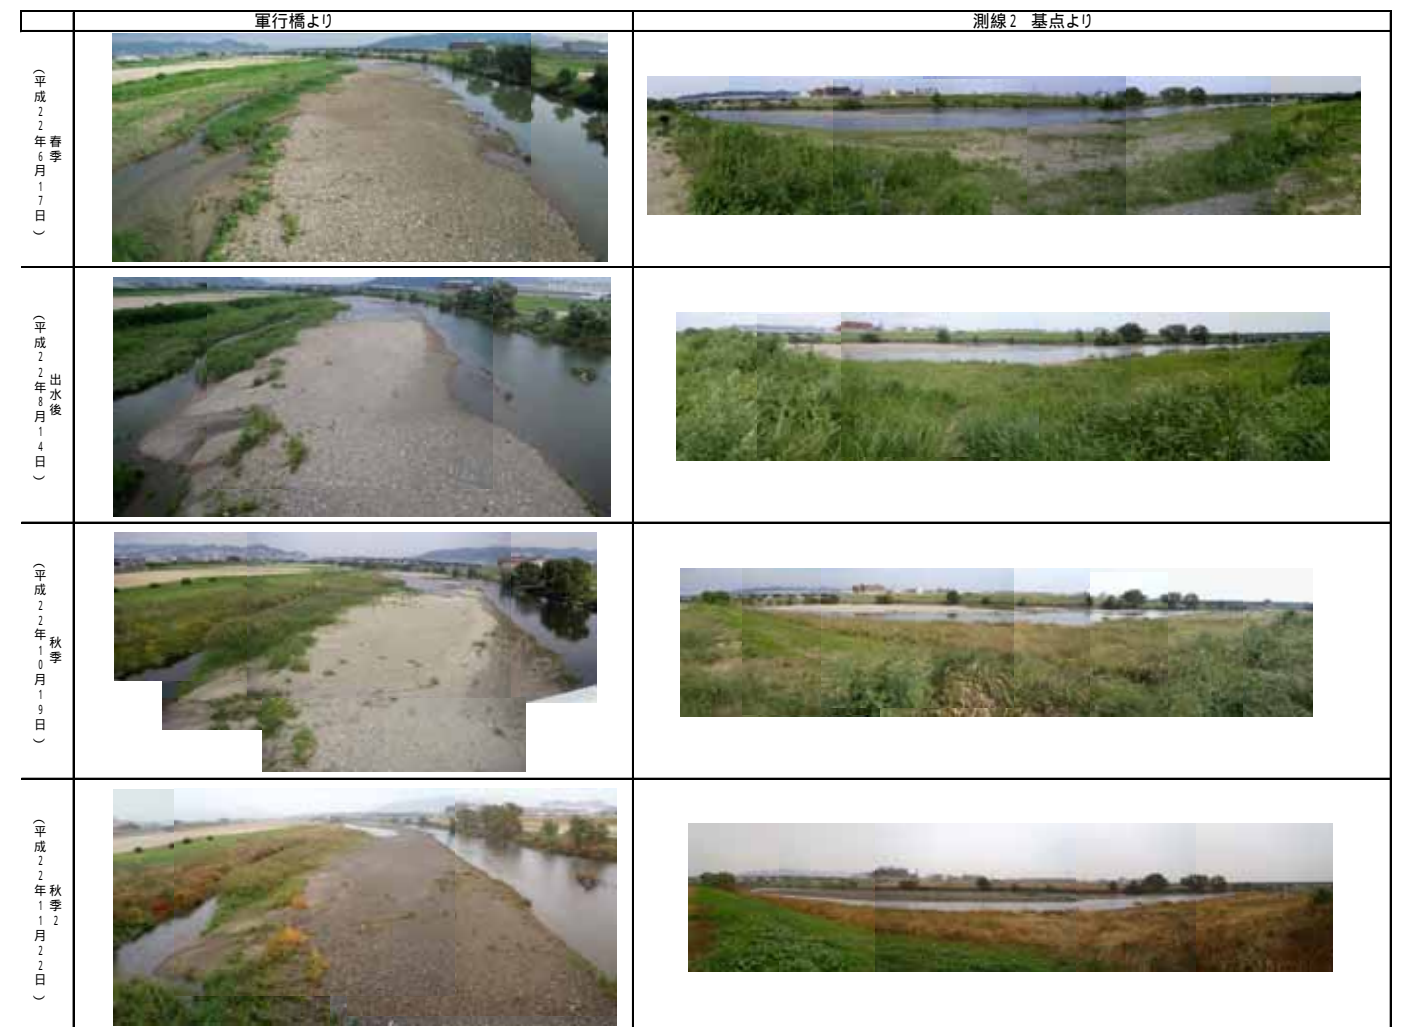 軍行橋より
測線2　基点より
春季
（平成22年6月17日）
出水後
（平成22年8月14日）
秋季
（平成22年10月19日）
秋季2
（平成22年11月22日）